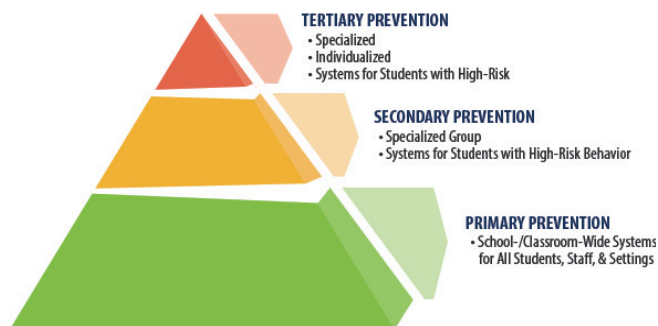 TERTIARY PREVENTION
• Specialized
• Individualized
• Systems for Students with High-Risk
SECONDARY PREVENTION
• Specialized Group
• Systems for Students with High-Risk Behavior
PRIMARY PREVENTION
• School-/Classroom-Wide Systems
for All Students, Staff, & Settings